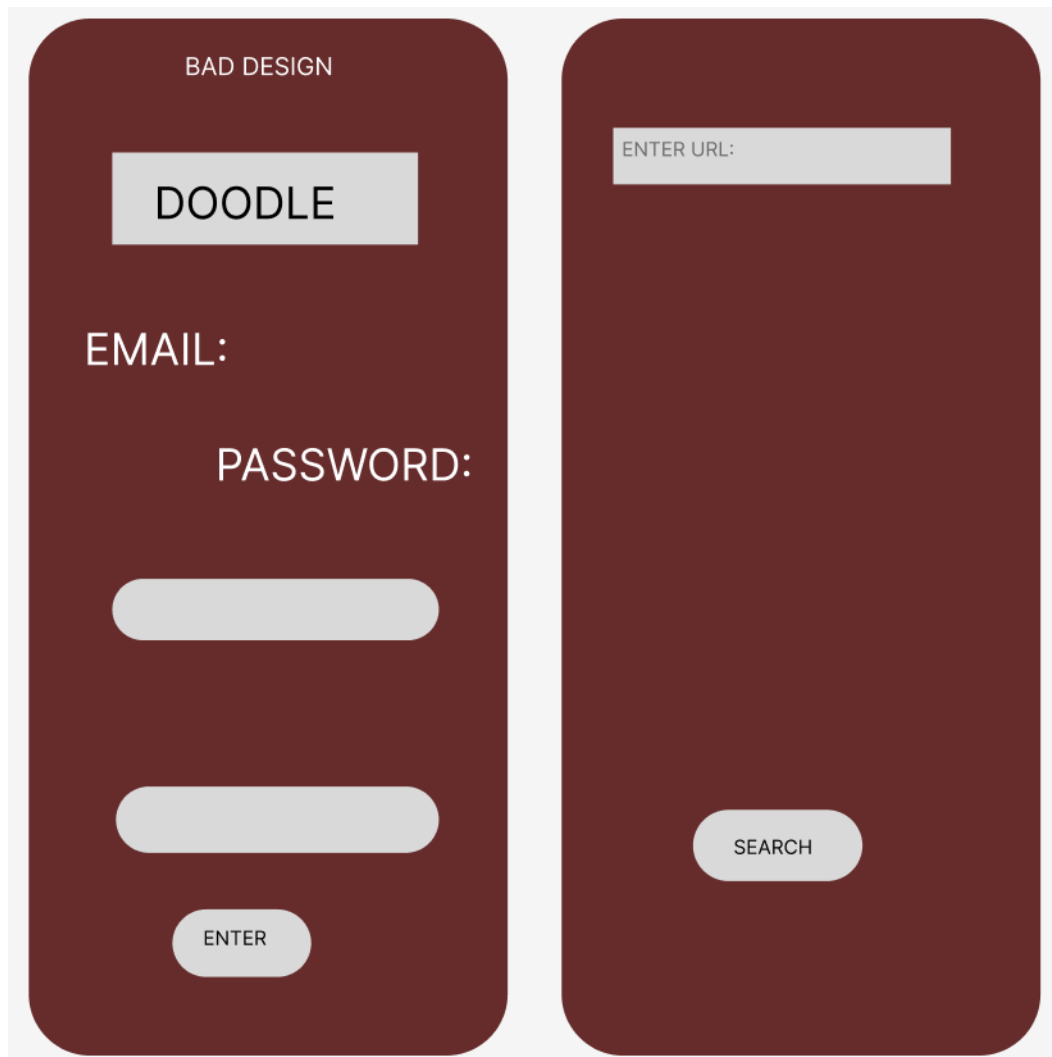 BAD DESIGN
DOODLE
EMAIL:
PASSWORD:
ENTER
ENTER URL:
SEARCH